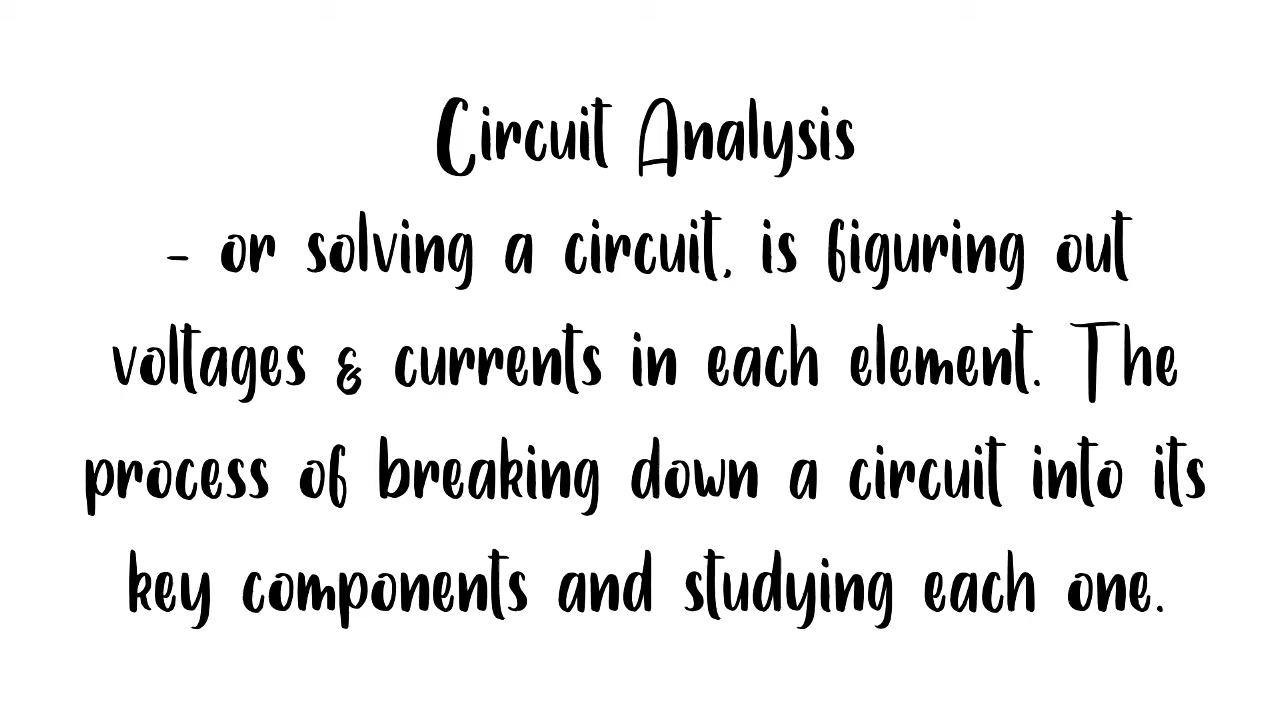 Circuit Analysis
- or solving a circuit, is figuring out
voltages & currents in each element. The
process of breaking down a circuit into its
key components and studying each one.